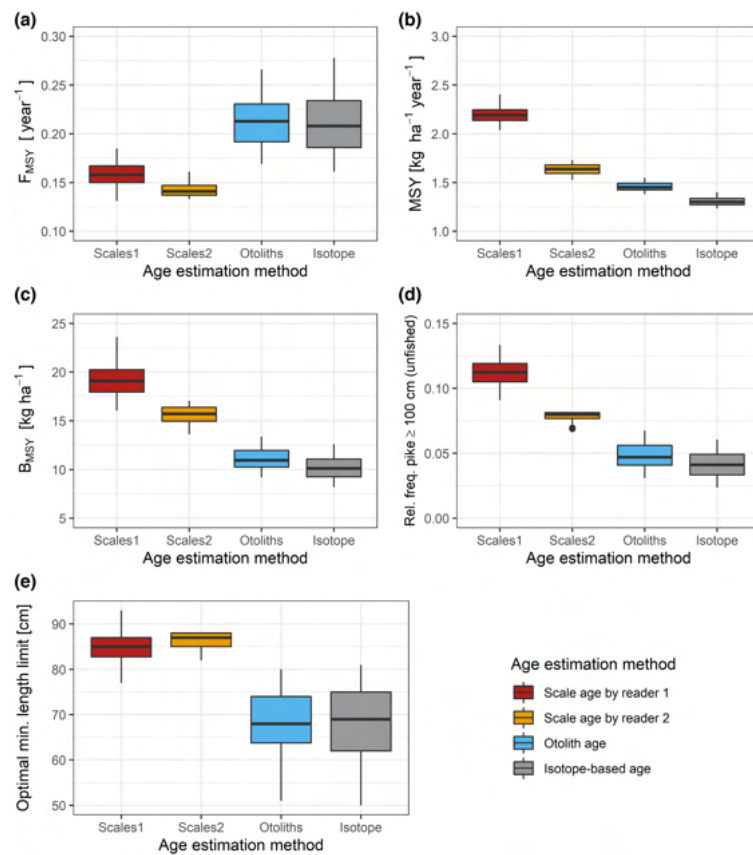 (a)
0.30
0.25
0.20
0.15
0.10
F_MSY [ year⁻¹ ]
Scales1 Scales2 Otoliths Isotope
Age estimation method
(b)
3.0
2.5
2.0
1.5
1.0
MSY [kg ha⁻¹ year⁻¹ ]
Scales1 Scales2 Otoliths Isotope
Age estimation method
(c)
25
20
15
10
5
B_MSY [kg ha⁻¹ ]
Scales1 Scales2 Otoliths Isotope
Age estimation method
(d)
0.15
0.10
0.05
0.00
Rel. freq. pike ≥ 100 cm (unfished)
Scales1 Scales2 Otoliths Isotope
Age estimation method
(e)
90
80
70
60
50
Optimal min. length limit [cm]
Scales1 Scales2 Otoliths Isotope
Age estimation method
Age estimation method
Scale age by reader 1
Scale age by reader 2
Otolith age
Isotope-based age